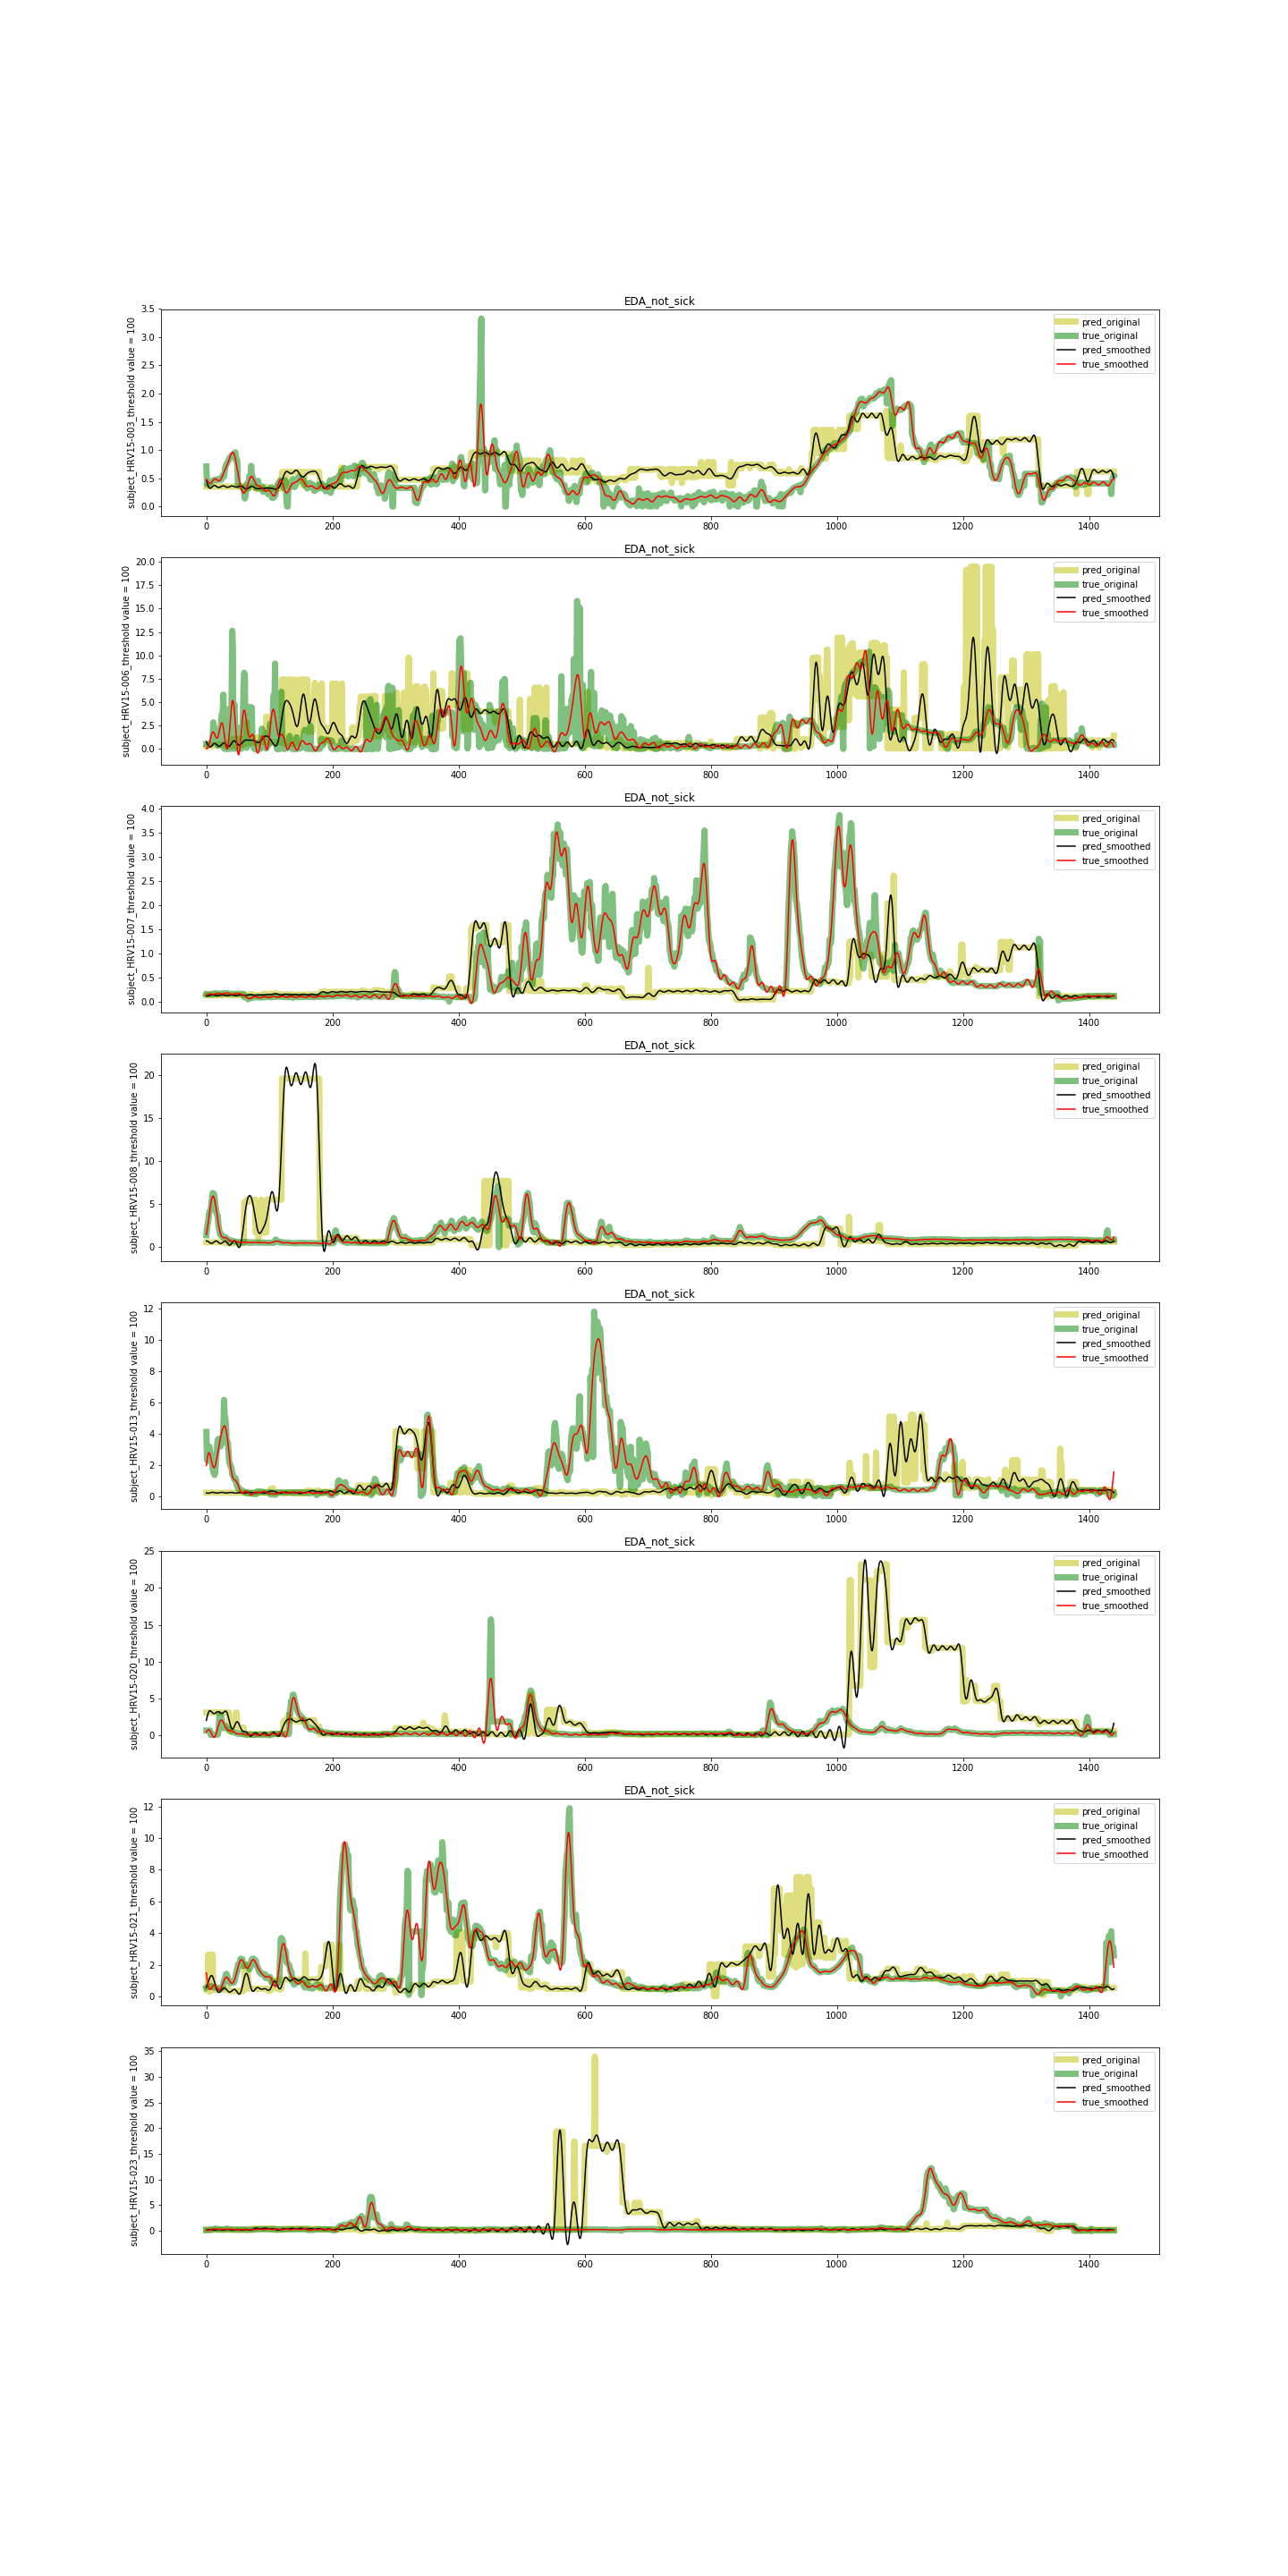 EDA_not_sick
subject_HRV15-003_threshold value = 100
3.5
3.0
2.5
2.0
1.5
1.0
0.5
0.0
pred_original
true_original
pred_smoothed
true_smoothed
0 200 400 600 800 1000 1200 1400
EDA_not_sick
subject_HRV15-006_threshold value = 100
20.0
17.5
15.0
12.5
10.0
7.5
5.0
2.5
0.0
pred_original
true_original
pred_smoothed
true_smoothed
0 200 400 600 800 1000 1200 1400
EDA_not_sick
subject_HRV15-007_threshold value = 100
4.0
3.5
3.0
2.5
2.0
1.5
1.0
0.5
0.0
pred_original
true_original
pred_smoothed
true_smoothed
0 200 400 600 800 1000 1200 1400
EDA_not_sick
subject_HRV15-008_threshold value = 100
20
15
10
5
0
pred_original
true_original
pred_smoothed
true_smoothed
0 200 400 600 800 1000 1200 1400
EDA_not_sick
subject_HRV15-013_threshold value = 100
12
10
8
6
4
2
0
pred_original
true_original
pred_smoothed
true_smoothed
0 200 400 600 800 1000 1200 1400
EDA_not_sick
subject_HRV15-020_threshold value = 100
25
20
15
10
5
0
pred_original
true_original
pred_smoothed
true_smoothed
0 200 400 600 800 1000 1200 1400
EDA_not_sick
subject_HRV15-021_threshold value = 100
12
10
8
6
4
2
0
pred_original
true_original
pred_smoothed
true_smoothed
0 200 400 600 800 1000 1200 1400
subject_HRV15-023_threshold value = 100
35
30
25
20
15
10
5
0
pred_original
true_original
pred_smoothed
true_smoothed
0 200 400 600 800 1000 1200 1400